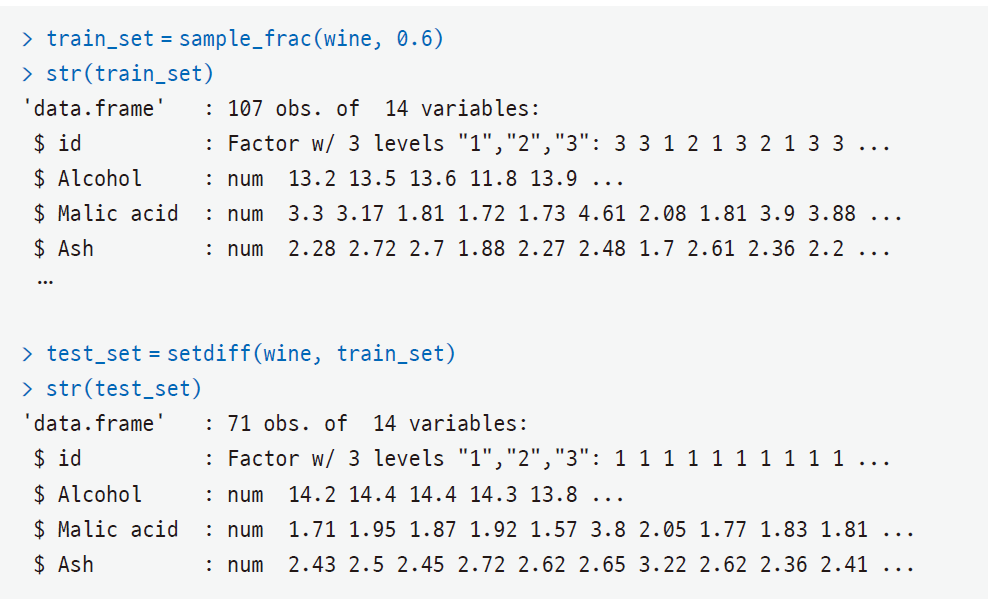 > train_set = sample_frac(wine, 0.6)
> str(train_set)
'data.frame'   : 107 obs. of  14 variables:
 $ id          : Factor w/ 3 levels "1","2","3": 3 3 1 2 1 3 2 1 3 3 ...
 $ Alcohol     : num  13.2 13.5 13.6 11.8 13.9 ...
 $ Malic acid  : num  3.3 3.17 1.81 1.72 1.73 4.61 2.08 1.81 3.9 3.88 ...
 $ Ash         : num  2.28 2.72 2.7 1.88 2.27 2.48 1.7 2.61 2.36 2.2 ...
 …
> test_set = setdiff(wine, train_set)
> str(test_set)
'data.frame'   : 71 obs. of  14 variables:
 $ id          : Factor w/ 3 levels "1","2","3": 1 1 1 1 1 1 1 1 1 1 ...
 $ Alcohol     : num  14.2 14.4 14.4 14.3 13.8 ...
 $ Malic acid  : num  1.71 1.95 1.87 1.92 1.57 3.8 2.05 1.77 1.83 1.81 ...
 $ Ash         : num  2.43 2.5 2.45 2.72 2.62 2.65 3.22 2.62 2.36 2.41 ...